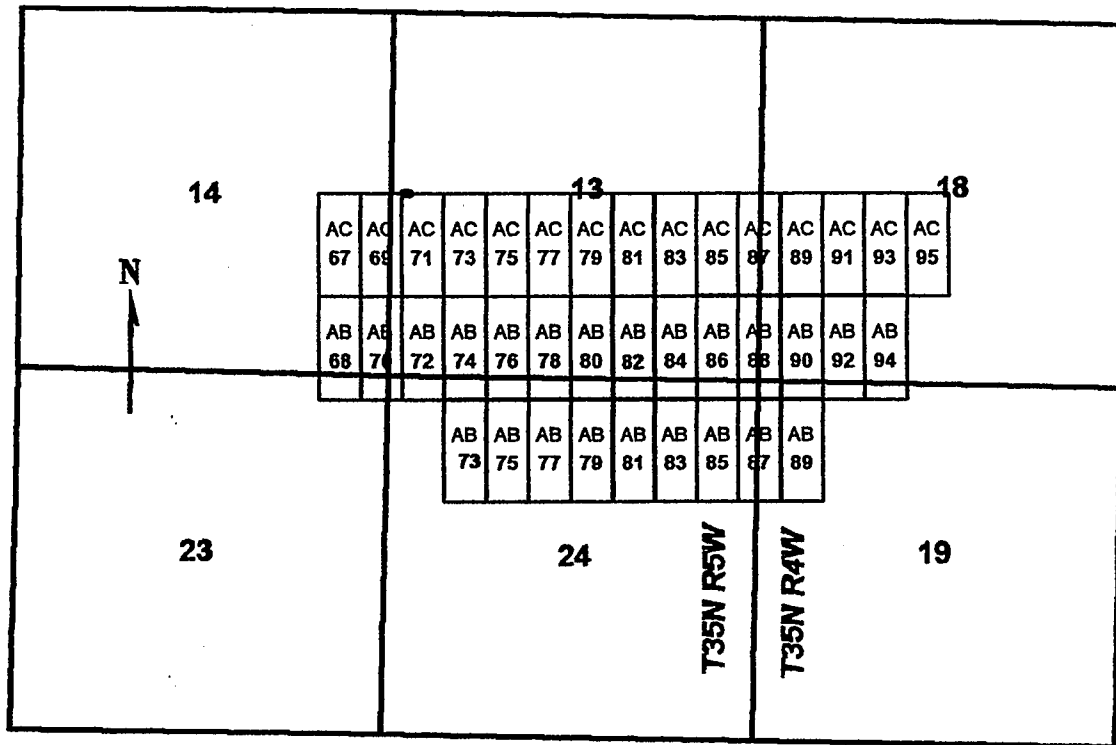 14 13 18
AC AC AC AC AC AC AC AC AC AC AC AC AC AC AC
67 69 71 73 75 77 79 81 83 85 87 89 91 93 95
N
AB AB AB AB AB AB AB AB AB AB AB AB AB AB
68 70 72 74 76 78 80 82 84 86 88 90 92 94
AB AB AB AB AB AB AB AB AB
73 75 77 79 81 83 85 87 89
23 24 19
T35N R5W
T35N R4W